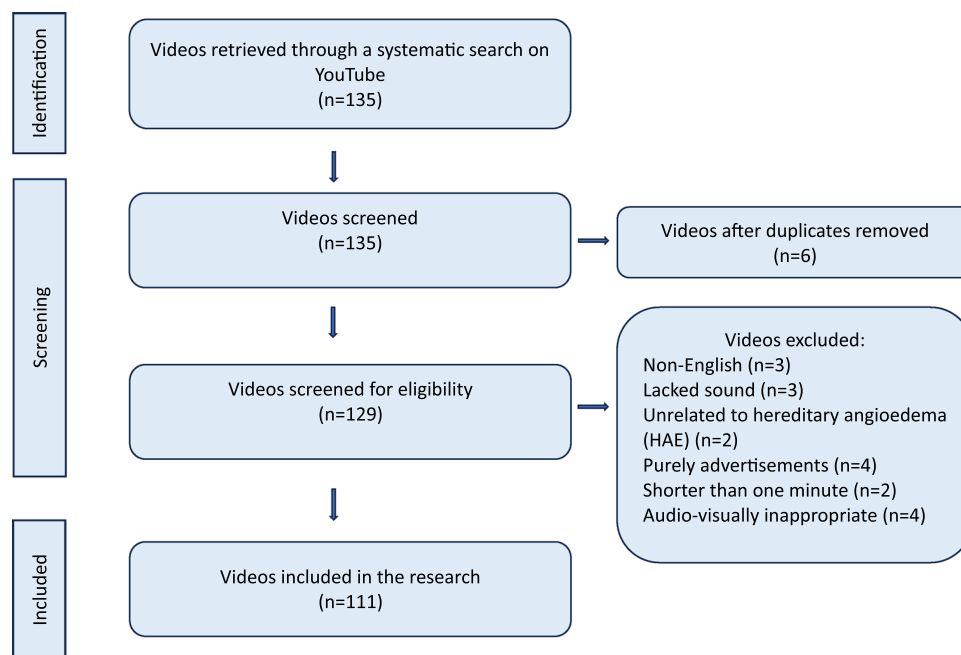 Identification
Videos retrieved through a systematic search on
YouTube
(n=135)
Screening
Videos screened
(n=135)
Videos after duplicates removed
(n=6)
Videos screened for eligibility
(n=129)
Videos excluded:
Non-English (n=3)
Lacked sound (n=3)
Unrelated to hereditary angioedema
(HAE) (n=2)
Purely advertisements (n=4)
Shorter than one minute (n=2)
Audio-visually inappropriate (n=4)
Included
Videos included in the research
(n=111)